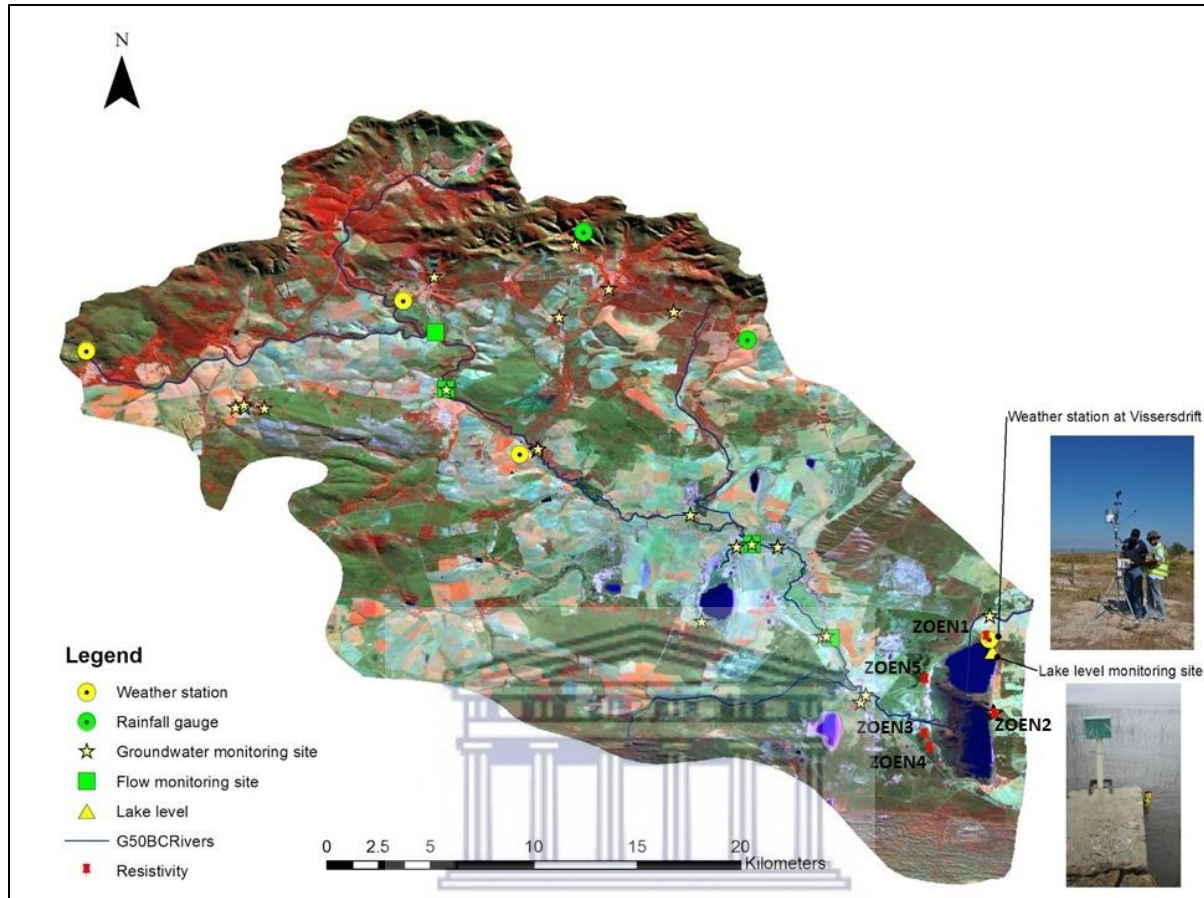 N
Weather station at Vissersdrift
ZOEN1
Lake level monitoring site
ZOEN5
ZOEN2
ZOEN3
ZOEN4
Legend
Weather station
Rainfall gauge
Groundwater monitoring site
Flow monitoring site
Lake level
G50BCRivers
Resistivity
0 2.5 5 10 15 20
Kilometers